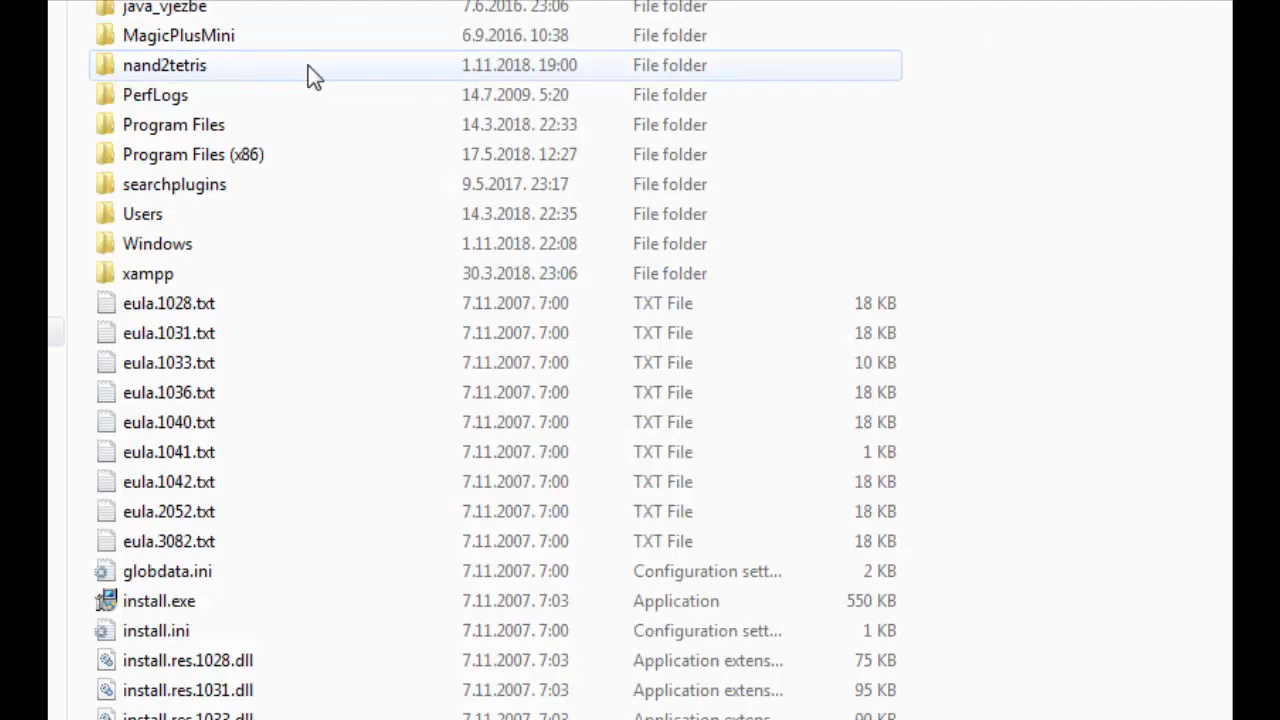 java_vjezbe 7.6.2016. 23:06 File folder
MagicPlusMini 6.9.2016. 10:38 File folder
nand2tetris 1.11.2018. 19:00 File folder
PerfLogs 14.7.2009. 5:20 File folder
Program Files 14.3.2018. 22:33 File folder
Program Files (x86) 17.5.2018. 12:27 File folder
searchplugins 9.5.2017. 23:17 File folder
Users 14.3.2018. 22:35 File folder
Windows 1.11.2018. 22:08 File folder
xampp 30.3.2018. 23:06 File folder
eula.1028.txt 7.11.2007. 7:00 TXT File 18 KB
eula.1031.txt 7.11.2007. 7:00 TXT File 18 KB
eula.1033.txt 7.11.2007. 7:00 TXT File 10 KB
eula.1036.txt 7.11.2007. 7:00 TXT File 18 KB
eula.1040.txt 7.11.2007. 7:00 TXT File 18 KB
eula.1041.txt 7.11.2007. 7:00 TXT File 1 KB
eula.1042.txt 7.11.2007. 7:00 TXT File 18 KB
eula.2052.txt 7.11.2007. 7:00 TXT File 18 KB
eula.3082.txt 7.11.2007. 7:00 TXT File 18 KB
globdata.ini 7.11.2007. 7:00 Configuration sett... 2 KB
install.exe 7.11.2007. 7:03 Application 550 KB
install.ini 7.11.2007. 7:00 Configuration sett... 1 KB
install.res.1028.dll 7.11.2007. 7:03 Application extens... 75 KB
install.res.1031.dll 7.11.2007. 7:03 Application extens... 95 KB
install.res.1033.dll 7.11.2007. 7:03 Application extens...